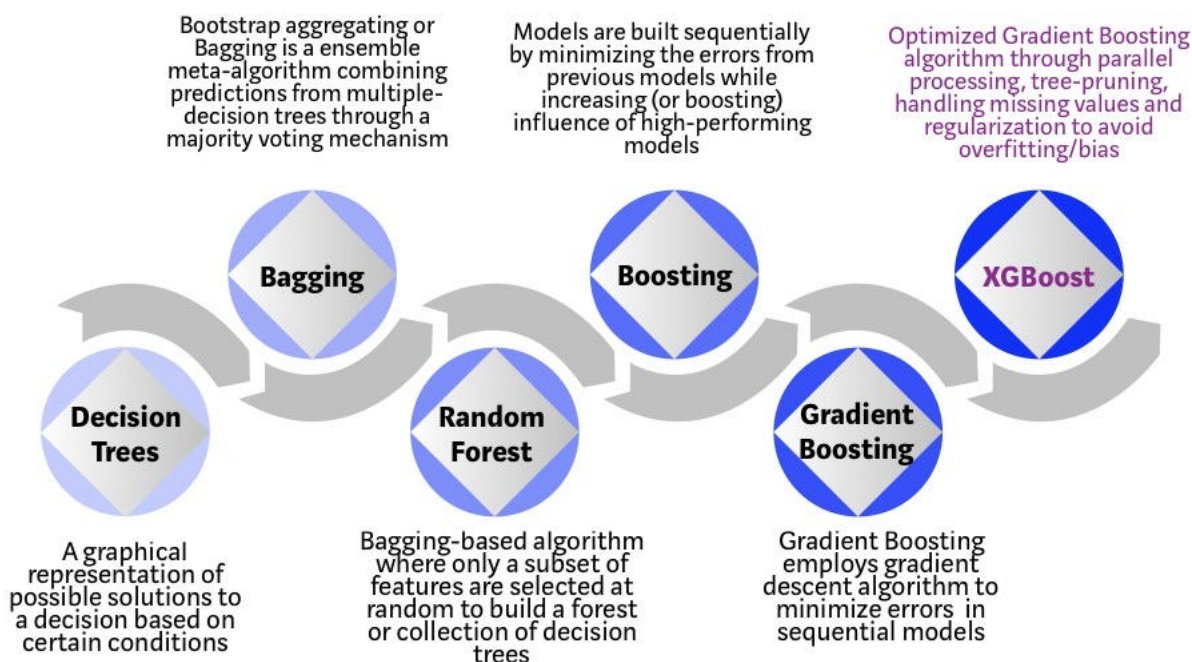 Bootstrap aggregating or
Bagging is a ensemble
meta-algorithm combining
predictions from multiple-
decision trees through a
majority voting mechanism
Models are built sequentially
by minimizing the errors from
previous models while
increasing (or boosting)
influence of high-performing
models
Optimized Gradient Boosting
algorithm through parallel
processing, tree-pruning,
handling missing values and
regularization to avoid
overfitting/bias
Bagging
Boosting
XGBoost
Decision
Trees
Random
Forest
Gradient
Boosting
A graphical
representation of
possible solutions to
a decision based on
certain conditions
Bagging-based algorithm
where only a subset of
features are selected at
random to build a forest
or collection of decision
trees
Gradient Boosting
employs gradient
descent algorithm to
minimize errors in
sequential models